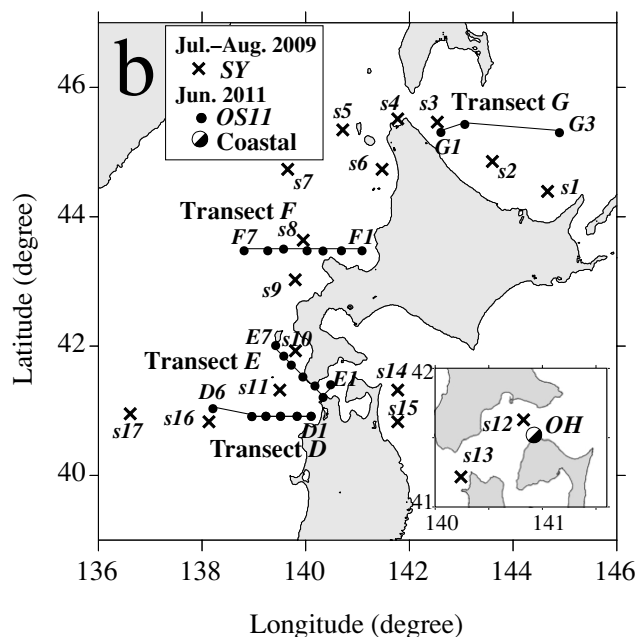 b
Jul.–Aug. 2009
SY
Jun. 2011
OS11
Coastal
46
44
42
40
s5
s4
s3
Transect G
G1
G3
s7
s6
s2
s1
Transect F
s8
F7
F1
s9
E7
s10
Transect E
s11
E1
s14
D6
s15
s17
s16
D1
Transect D
42
s12
OH
s13
41
140
141
136
138
140
142
144
146
Latitude (degree)
Longitude (degree)